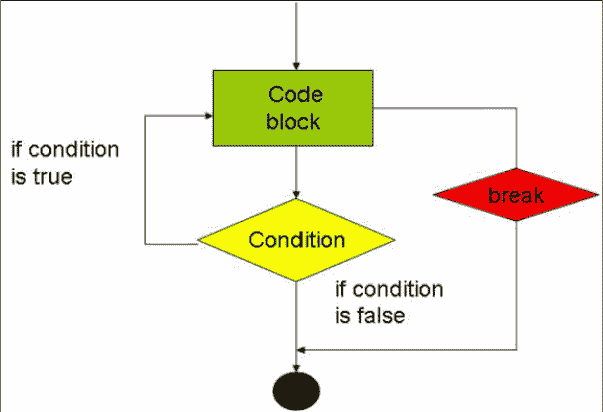 Code
block
if condition
is true
break
Condition
if condition
is false